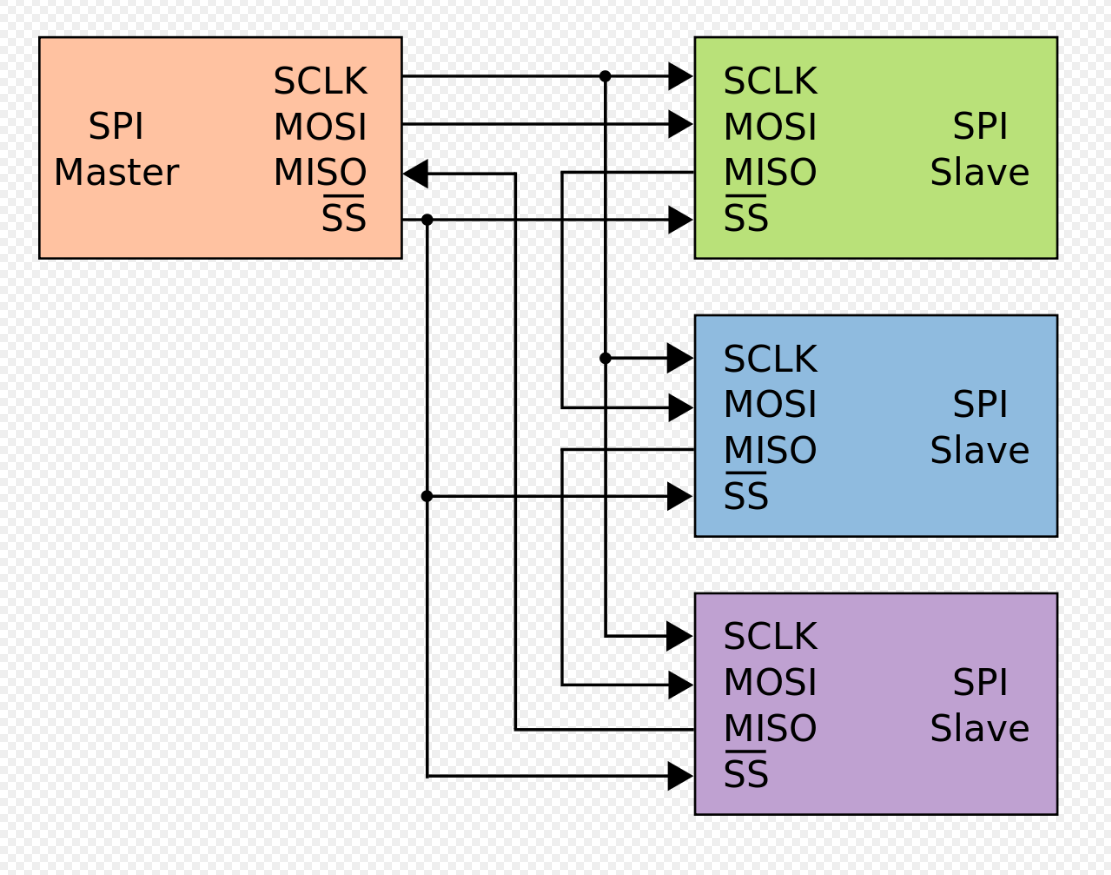 SPI
Master
SCLK
MOSI
MISO
SS
SCLK
MOSI
MISO
SS
SPI
Slave
SCLK
MOSI
MISO
SS
SPI
Slave
SCLK
MOSI
MISO
SS
SPI
Slave